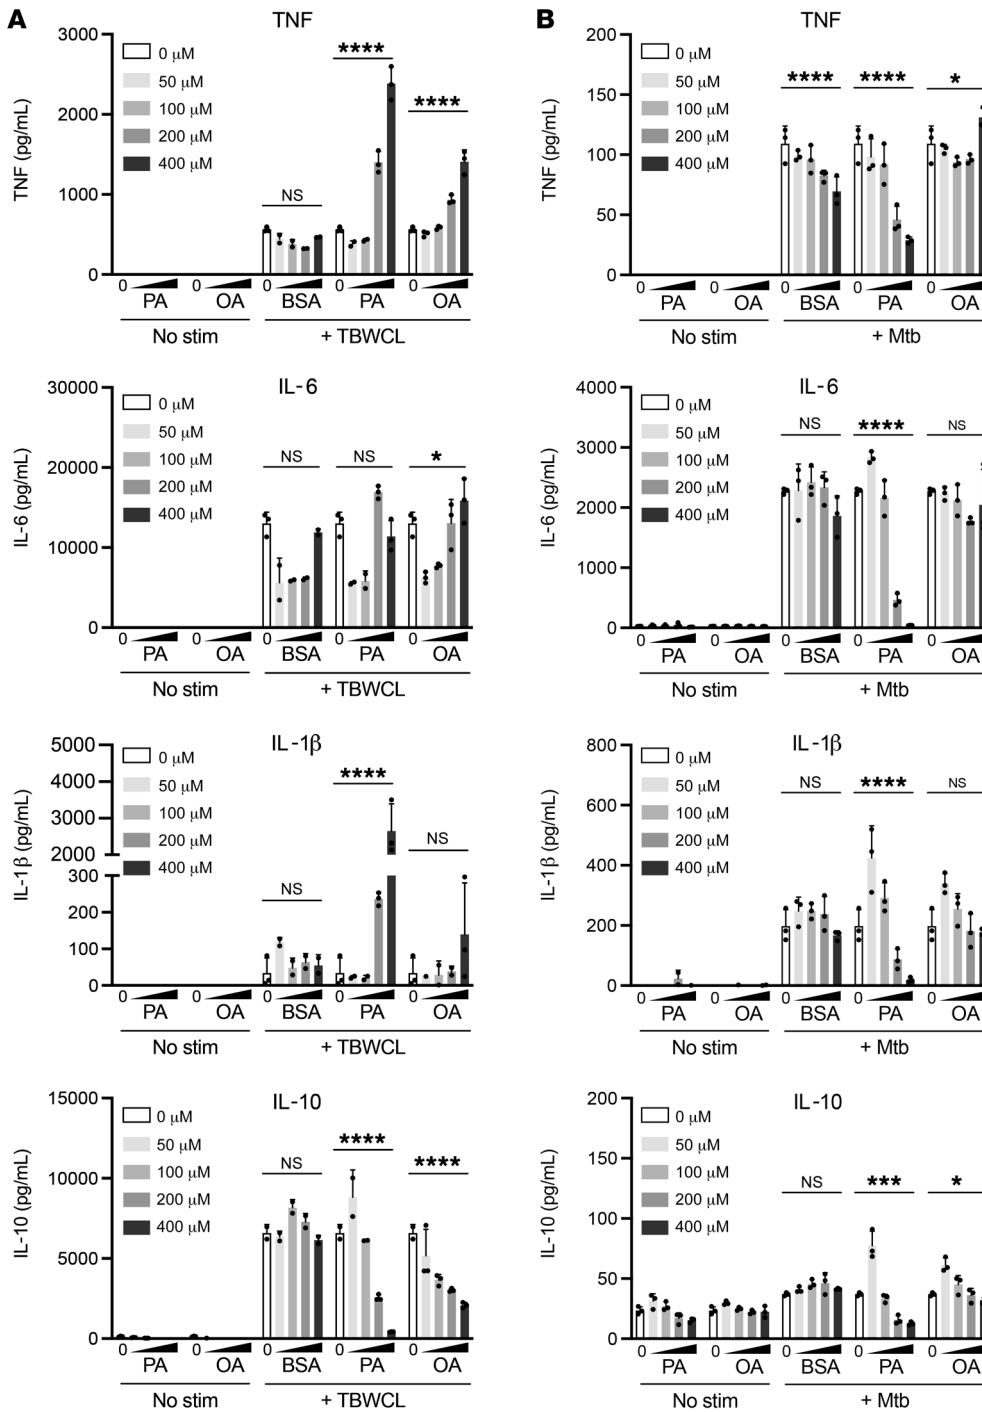 A
TNF
TNF (pg/mL)
3000
2000
1000
0
0 μM
50 μM
100 μM
200 μM
400 μM
NS
****
****
0 0 0 0 0
PA OA BSA PA OA
No stim + TBWCL
IL-6
IL-6 (pg/mL)
30000
20000
10000
0
0 μM
50 μM
100 μM
200 μM
400 μM
NS NS *
0 0 0 0 0
PA OA BSA PA OA
No stim + TBWCL
IL-1β
IL-1β (pg/mL)
5000
4000
3000
2000
300
200
100
0
0 μM
50 μM
100 μM
200 μM
400 μM
NS
****
NS
0 0 0 0 0
PA OA BSA PA OA
No stim + TBWCL
IL-10
IL-10 (pg/mL)
15000
10000
5000
0
0 μM
50 μM
100 μM
200 μM
400 μM
NS
****
****
0 0 0 0 0
PA OA BSA PA OA
No stim + TBWCL
B
TNF
TNF (pg/mL)
200
150
100
50
0
0 μM
50 μM
100 μM
200 μM
400 μM
**** **** *
0 0 0 0 0
PA OA BSA PA OA
No stim + Mtb
IL-6
IL-6 (pg/mL)
4000
3000
2000
1000
0
0 μM
50 μM
100 μM
200 μM
400 μM
NS **** NS
0 0 0 0 0
PA OA BSA PA OA
No stim + Mtb
IL-1β
IL-1β (pg/mL)
800
600
400
200
0
0 μM
50 μM
100 μM
200 μM
400 μM
NS **** NS
0 0 0 0 0
PA OA BSA PA OA
No stim + Mtb
IL-10
IL-10 (pg/mL)
200
150
100
50
0
0 μM
50 μM
100 μM
200 μM
400 μM
NS *** *
0 0 0 0 0
PA OA BSA PA OA
No stim + Mtb